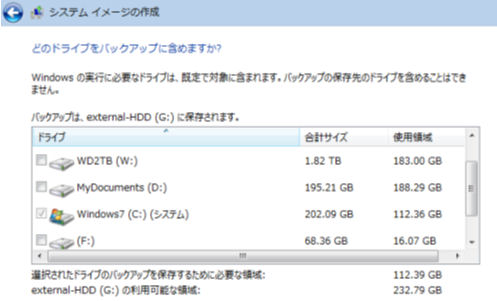 システム イメージの作成
どのドライブをバックアップに含めますか?
Windows の実行に必要なドライブは、既定で対象に含まれます。バックアップの保存先のドライブを含めることはでき
ません。
バックアップは、external-HDD (G:) に保存されます。
ドライブ 合計サイズ 使用領域
WD2TB (W:) 1.82 TB 183.00 GB
MyDocuments (D:) 195.21 GB 188.29 GB
Windows7 (C:) (システム) 202.09 GB 112.36 GB
(F:) 68.36 GB 16.07 GB
選択されたドライブのバックアップを保存するために必要な領域: 112.39 GB
external-HDD (G:) の利用可能な領域: 232.79 GB